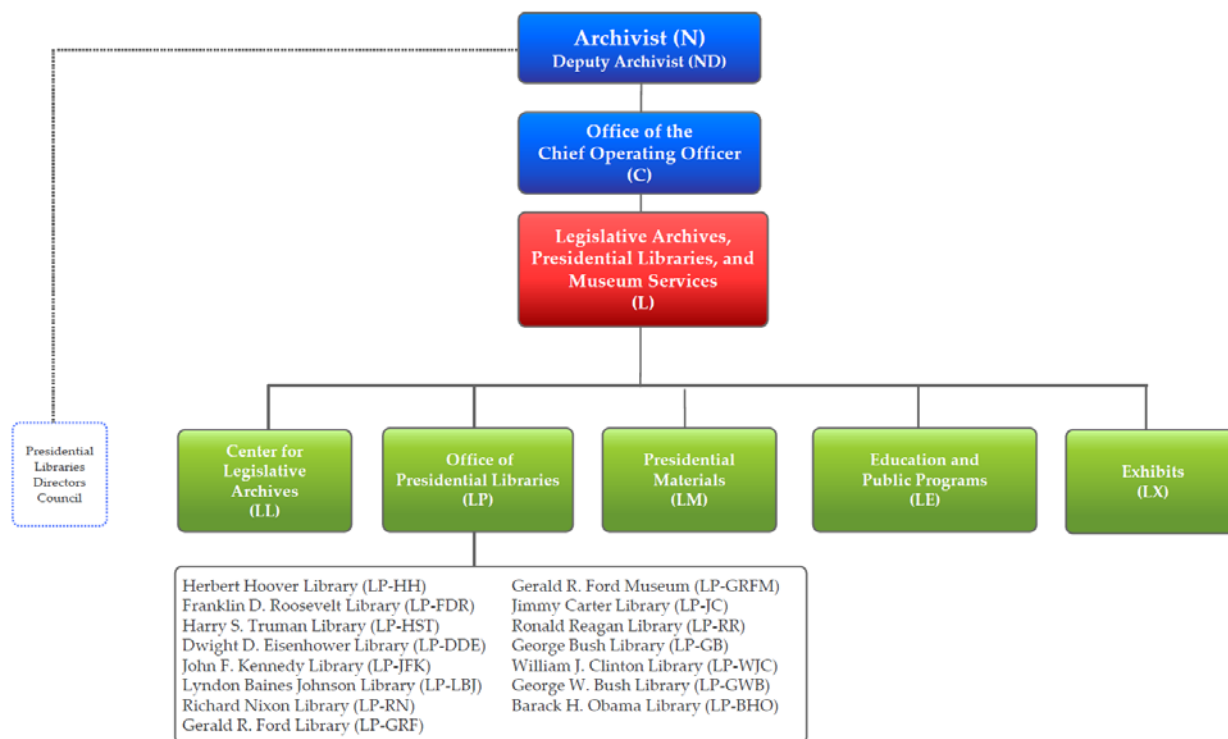 Archivist (N)
Deputy Archivist (ND)
Office of the
Chief Operating Officer
(C)
Legislative Archives,
Presidential Libraries, and
Museum Services
(L)
Presidential
Libraries
Directors
Council
Center for
Legislative
Archives
(LL)
Office of
Presidential Libraries
(LP)
Presidential
Materials
(LM)
Education and
Public Programs
(LE)
Exhibits
(LX)
Herbert Hoover Library (LP-HH)
Franklin D. Roosevelt Library (LP-FDR)
Harry S. Truman Library (LP-HST)
Dwight D. Eisenhower Library (LP-DDE)
John F. Kennedy Library (LP-JFK)
Lyndon Baines Johnson Library (LP-LBJ)
Richard Nixon Library (LP-RN)
Gerald R. Ford Library (LP-GRF)
Gerald R. Ford Museum (LP-GRFM)
Jimmy Carter Library (LP-JC)
Ronald Reagan Library (LP-RR)
George Bush Library (LP-GB)
William J. Clinton Library (LP-WJC)
George W. Bush Library (LP-GWB)
Barack H. Obama Library (LP-BHO)